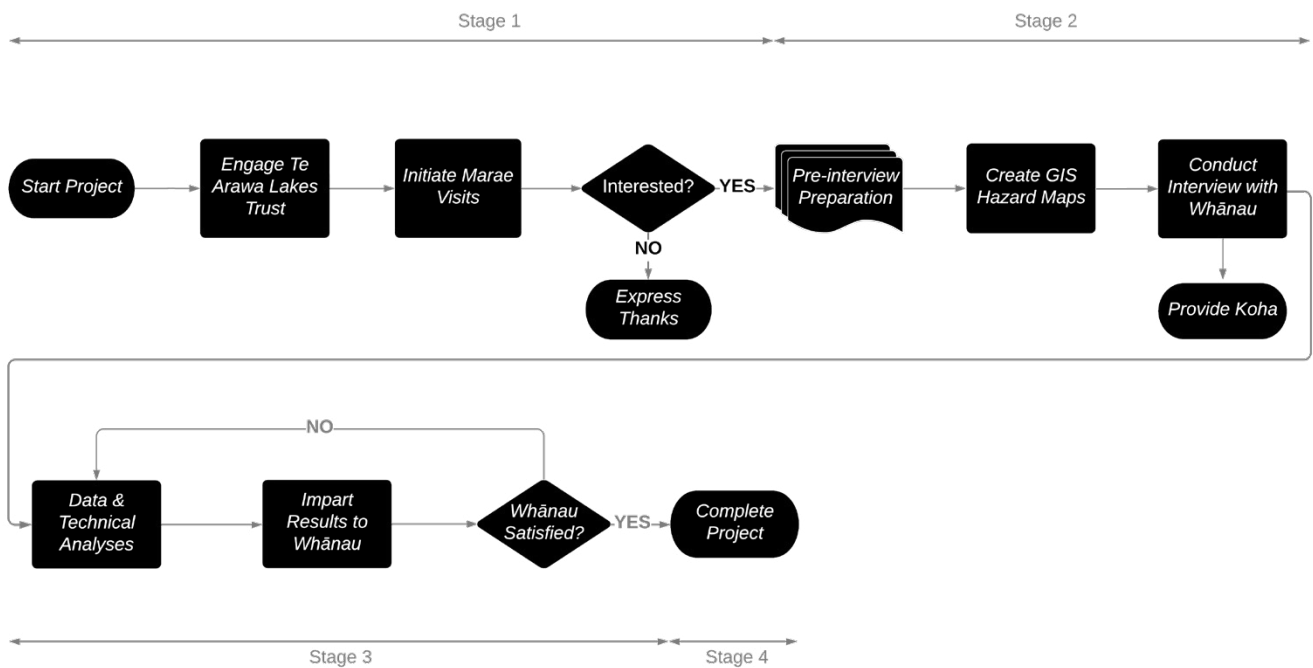 Stage 1
Stage 2
Start Project
Engage Te
Arawa Lakes
Trust
Initiate Marae
Visits
Interested?
YES
Pre-interview
Preparation
Create GIS
Hazard Maps
Conduct
Interview with
Whānau
NO
Express
Thanks
Provide Koha
NO
Data &
Technical
Analyses
Impart
Results to
Whānau
Whānau
Satisfied?
YES
Complete
Project
Stage 3
Stage 4